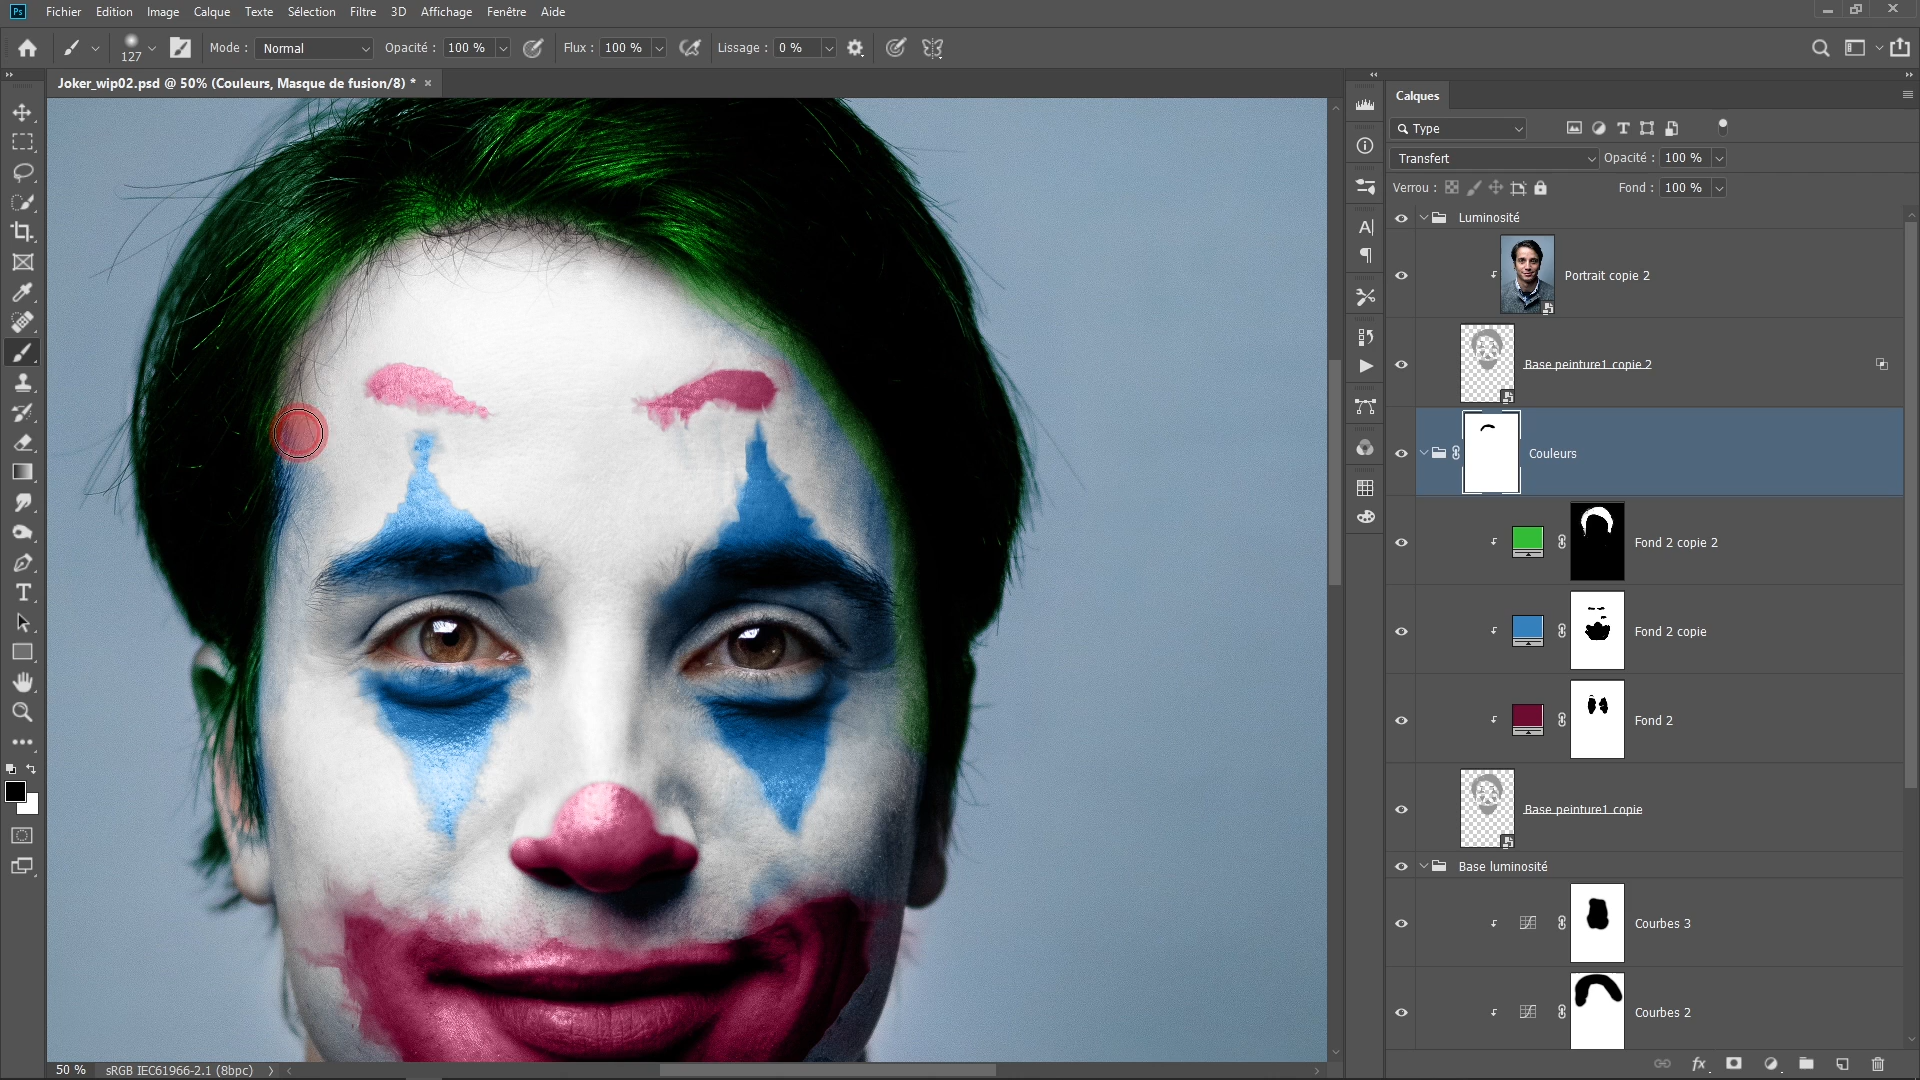 Ps Fichier Edition Image Calque Texte Sélection Filtre 3D Affichage Fenêtre Aide
127 Mode : Normal Opacité : 100 % Flux : 100 % Lissage : 0 %
Joker_wip02.psd @ 50% (Couleurs, Masque de fusion/8) * ×
Calques
Type
Transfert Opacité : 100 %
Verrou : Fond : 100 %
Luminosité
Portrait copie 2
Base peinture1 copie 2
Couleurs
Fond 2 copie 2
Fond 2 copie
Fond 2
Base peinture1 copie
Base luminosité
Courbes 3
Courbes 2
50 % sRGB IEC61966-2.1 (8bpc)